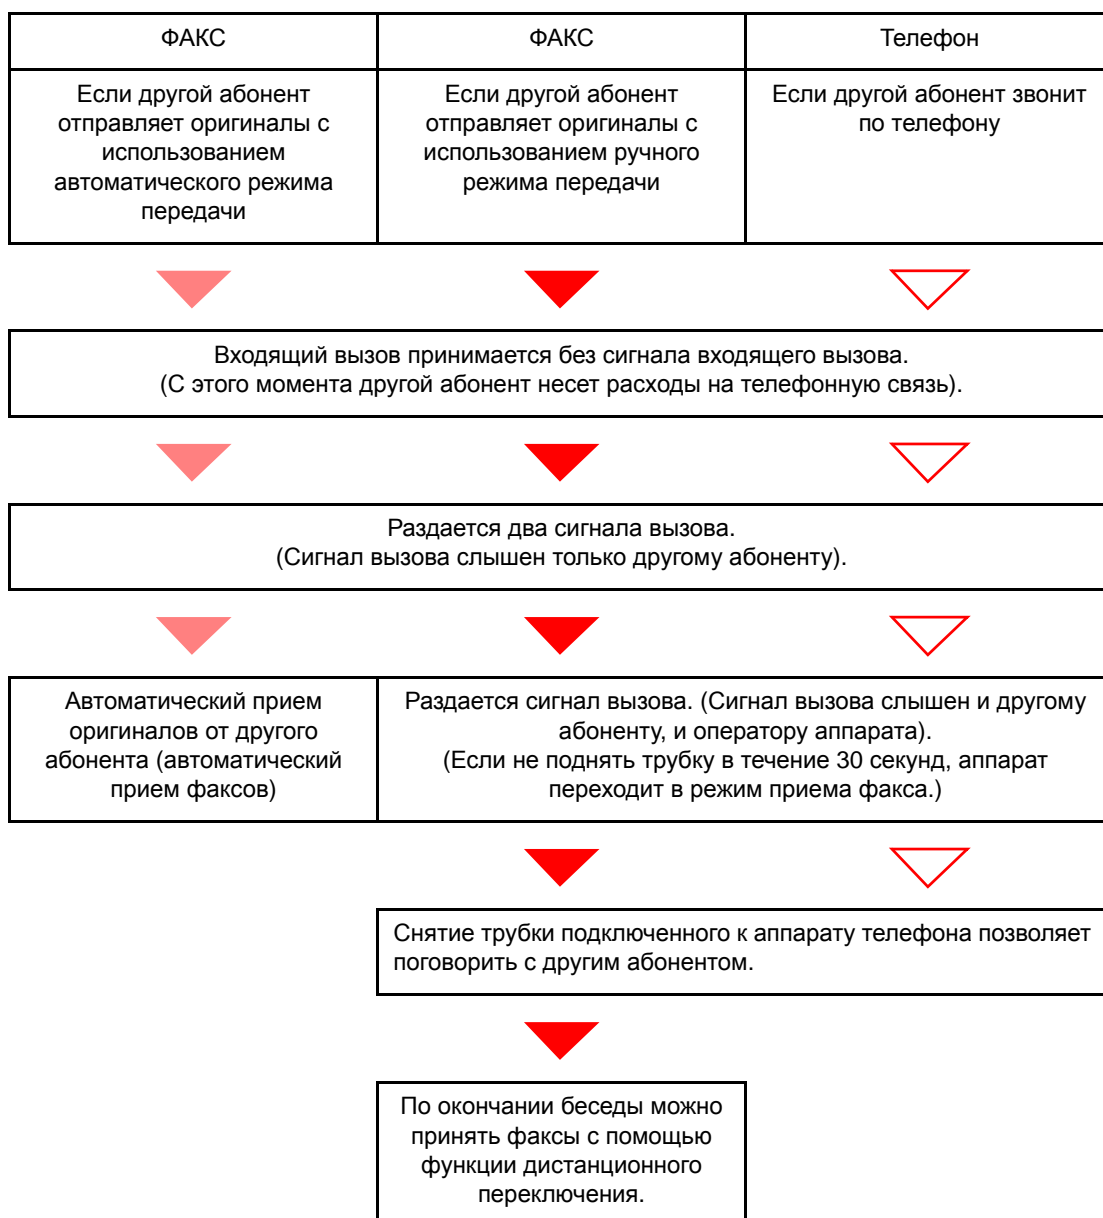 ФАКС
ФАКС
Телефон
Если другой абонент
отправляет оригиналы с
использованием
автоматического режима
передачи
Если другой абонент
отправляет оригиналы с
использованием ручного
режима передачи
Если другой абонент звонит
по телефону
Входящий вызов принимается без сигнала входящего вызова.
(С этого момента другой абонент несет расходы на телефонную связь).
Раздается два сигнала вызова.
(Сигнал вызова слышен только другому абоненту).
Автоматический прием
оригиналов от другого
абонента (автоматический
прием факсов)
Раздается сигнал вызова. (Сигнал вызова слышен и другому
абоненту, и оператору аппарата).
(Если не поднять трубку в течение 30 секунд, аппарат
переходит в режим приема факса.)
Снятие трубки подключенного к аппарату телефона позволяет
поговорить с другим абонентом.
По окончании беседы можно
принять факсы с помощью
функции дистанционного
переключения.